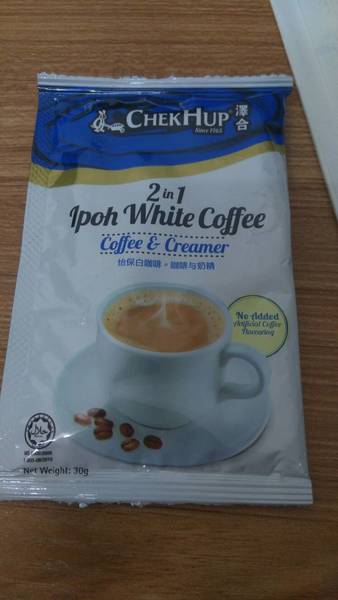 CHEKHUP 澤合
Since 1965
2 in 1
Ipoh White Coffee
Coffee & Creamer
怡保白咖啡 • 咖啡与奶精
No Added
Artificial Coffee
Flavouring
Net Weight: 30g